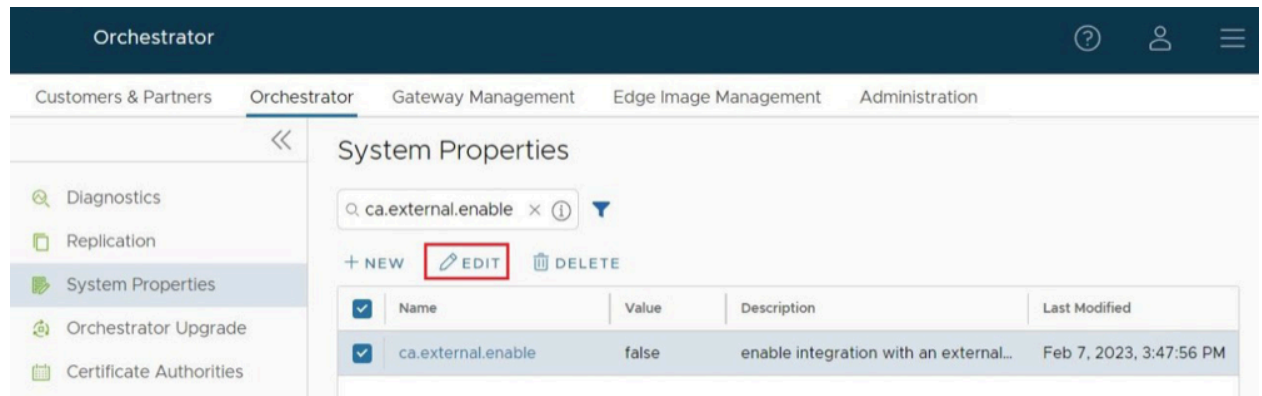 Orchestrator
Customers & Partners Orchestrator Gateway Management Edge Image Management Administration
System Properties
Diagnostics
Replication
System Properties
Orchestrator Upgrade
Certificate Authorities
ca.external.enable
NEW EDIT DELETE
Name Value Description Last Modified
ca.external.enable false enable integration with an external... Feb 7, 2023, 3:47:56 PM